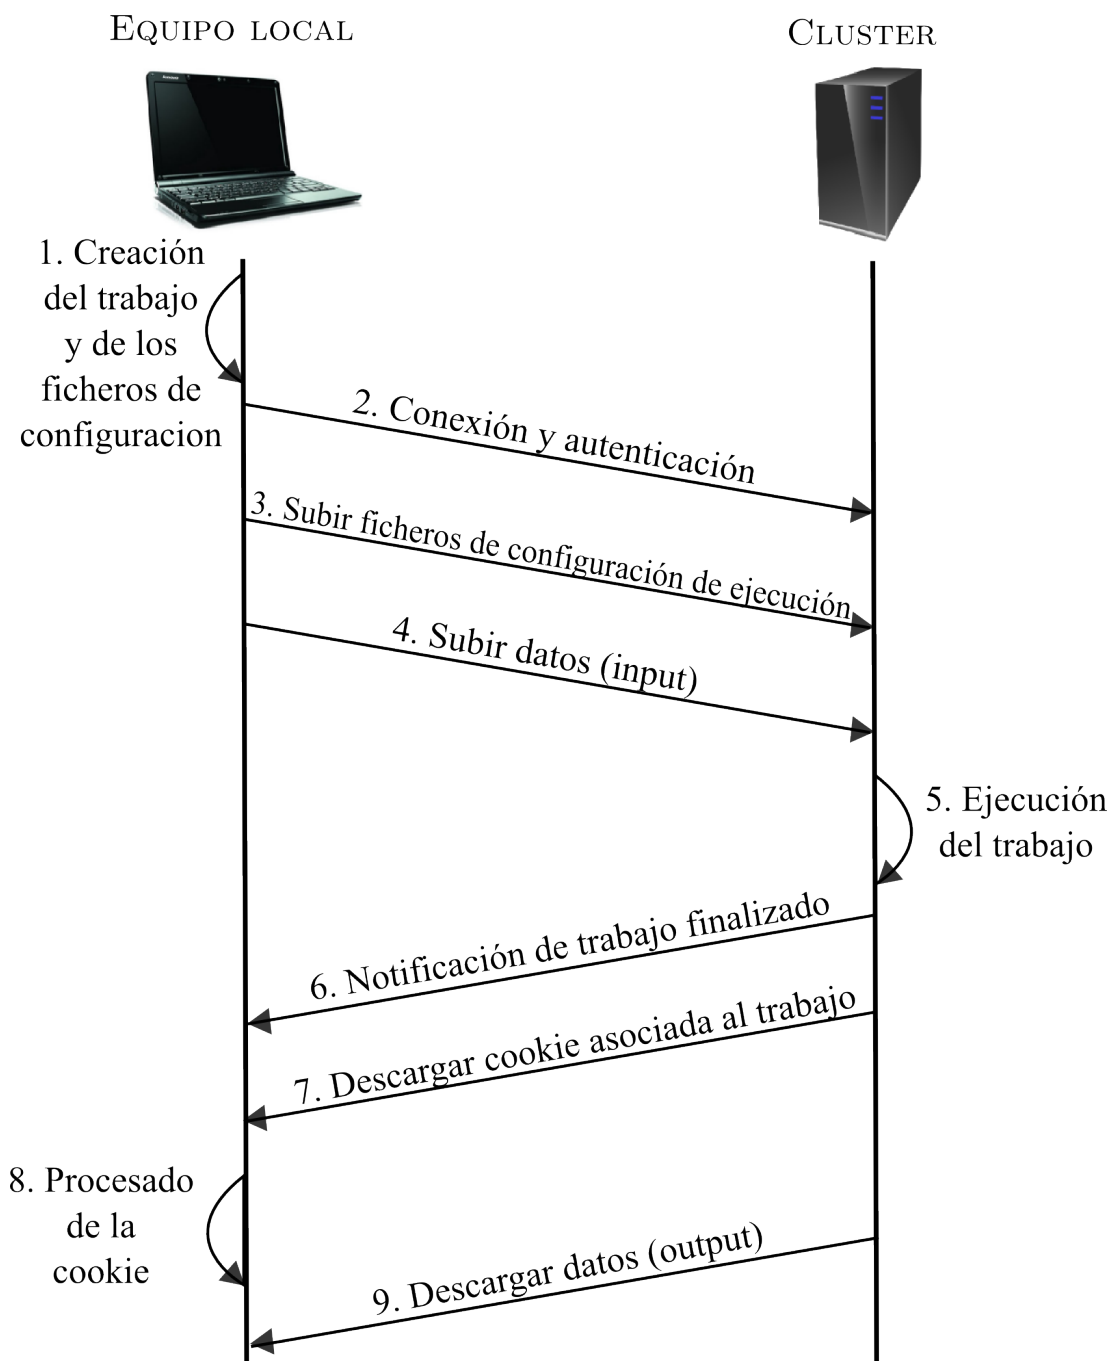 EQUIPO LOCAL
CLUSTER
1. Creación
del trabajo
y de los
ficheros de
configuracion
2. Conexión y autenticación
3. Subir ficheros de configuración de ejecución
4. Subir datos (input)
5. Ejecución
del trabajo
6. Notificación de trabajo finalizado
7. Descargar cookie asociada al trabajo
8. Procesado
de la
cookie
9. Descargar datos (output)